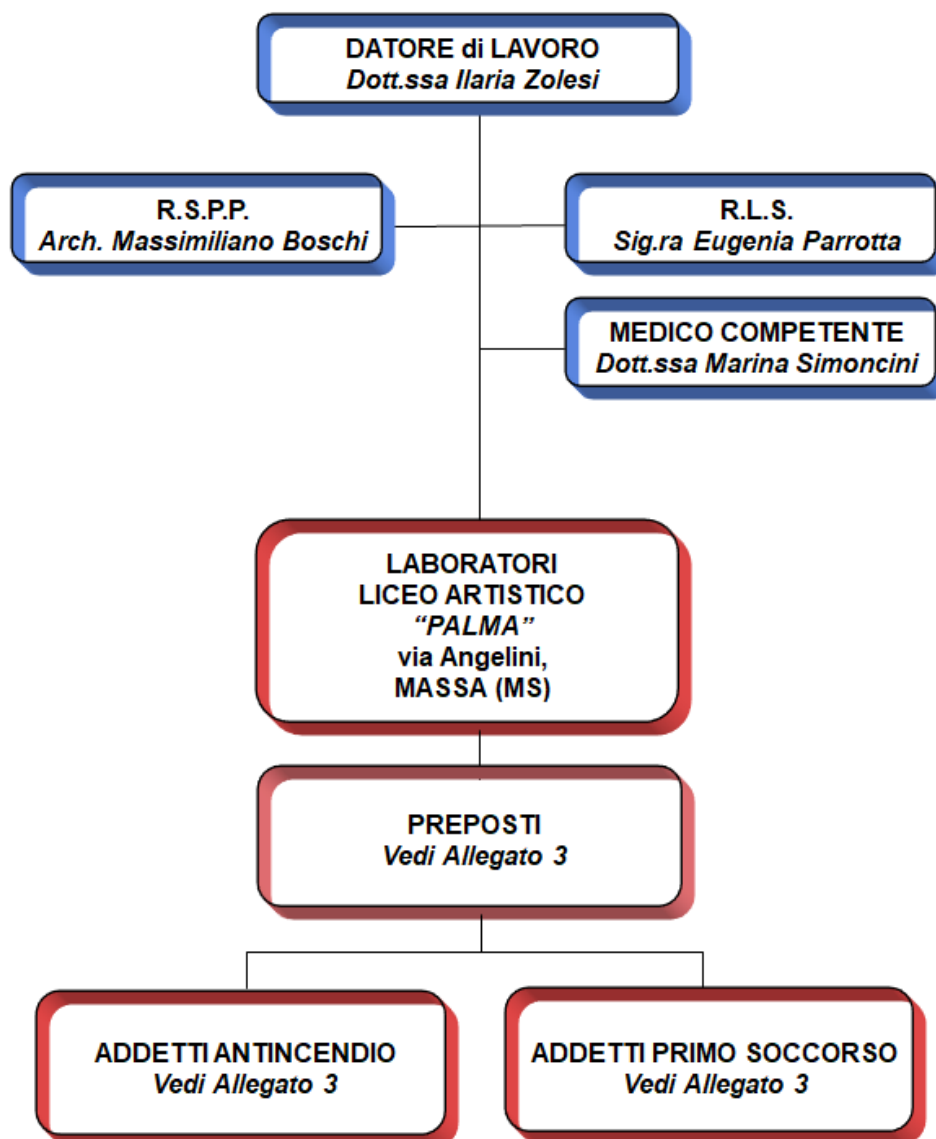 DATORE di LAVORO
Dott.ssa Ilaria Zolesi
R.S.P.P.
Arch. Massimiliano Boschi
R.L.S.
Sig.ra Eugenia Parrotta
MEDICO COMPETENTE
Dott.ssa Marina Simoncini
LABORATORI
LICEO ARTISTICO
“PALMA”
via Angelini,
MASSA (MS)
PREPOSTI
Vedi Allegato 3
ADDETTI ANTINCENDIO
Vedi Allegato 3
ADDETTI PRIMO SOCCORSO
Vedi Allegato 3